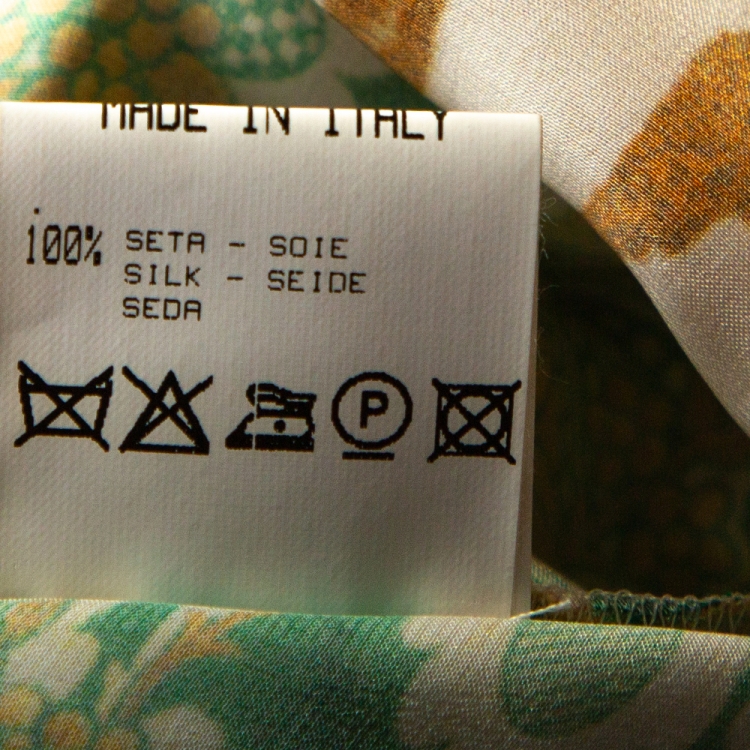 MADE IN ITALY
100% SETA - SOIE
SILK - SEIDE
SEDA
P